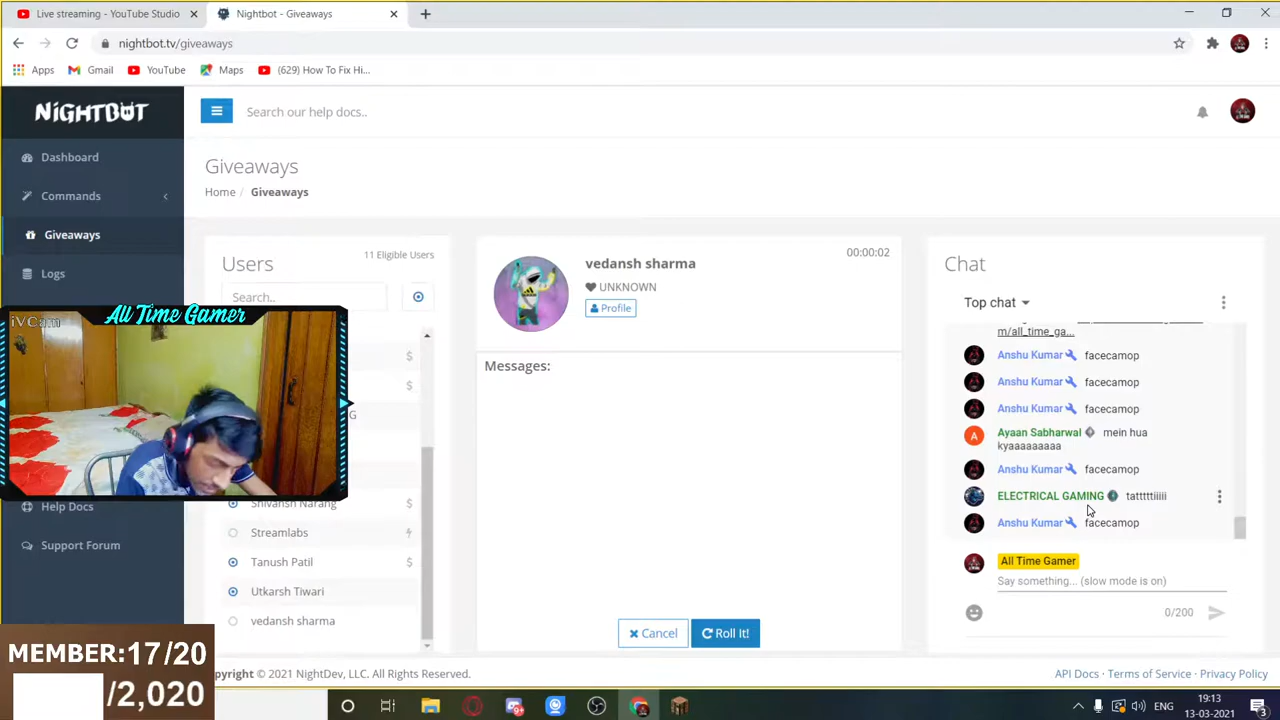 Live streaming - YouTube Studio
Nightbot - Giveaways
nightbot.tv/giveaways
Apps
Gmail
YouTube
Maps
(629) How To Fix Hi...
NiGHTBOT
Search our help docs..
Dashboard
Commands
Giveaways
Logs
Help Docs
Support Forum
Giveaways
Home / Giveaways
Users
11 Eligible Users
Search..
$
$
G
Shivansh Narang
Streamlabs
Tanush Patil $
Utkarsh Tiwari
vedansh sharma
vedansh sharma
00:00:02
UNKNOWN
Profile
Messages:
Cancel
Roll It!
Chat
Top chat
m/all_time_ga...
Anshu Kumar facecamop
Anshu Kumar facecamop
Anshu Kumar facecamop
A Ayaan Sabharwal mein hua
kyaaaaaaaa
Anshu Kumar facecamop
ELECTRICAL GAMING tatttttiiiii
Anshu Kumar facecamop
All Time Gamer
Say something... (slow mode is on)
0/200
iVCam
All Time Gamer
MEMBER:17/20
/2,020
pyright © 2021 NightDev, LLC. All Rights Reserved.
API Docs - Terms of Service - Privacy Policy
ENG
19:13
13-03-2021
3